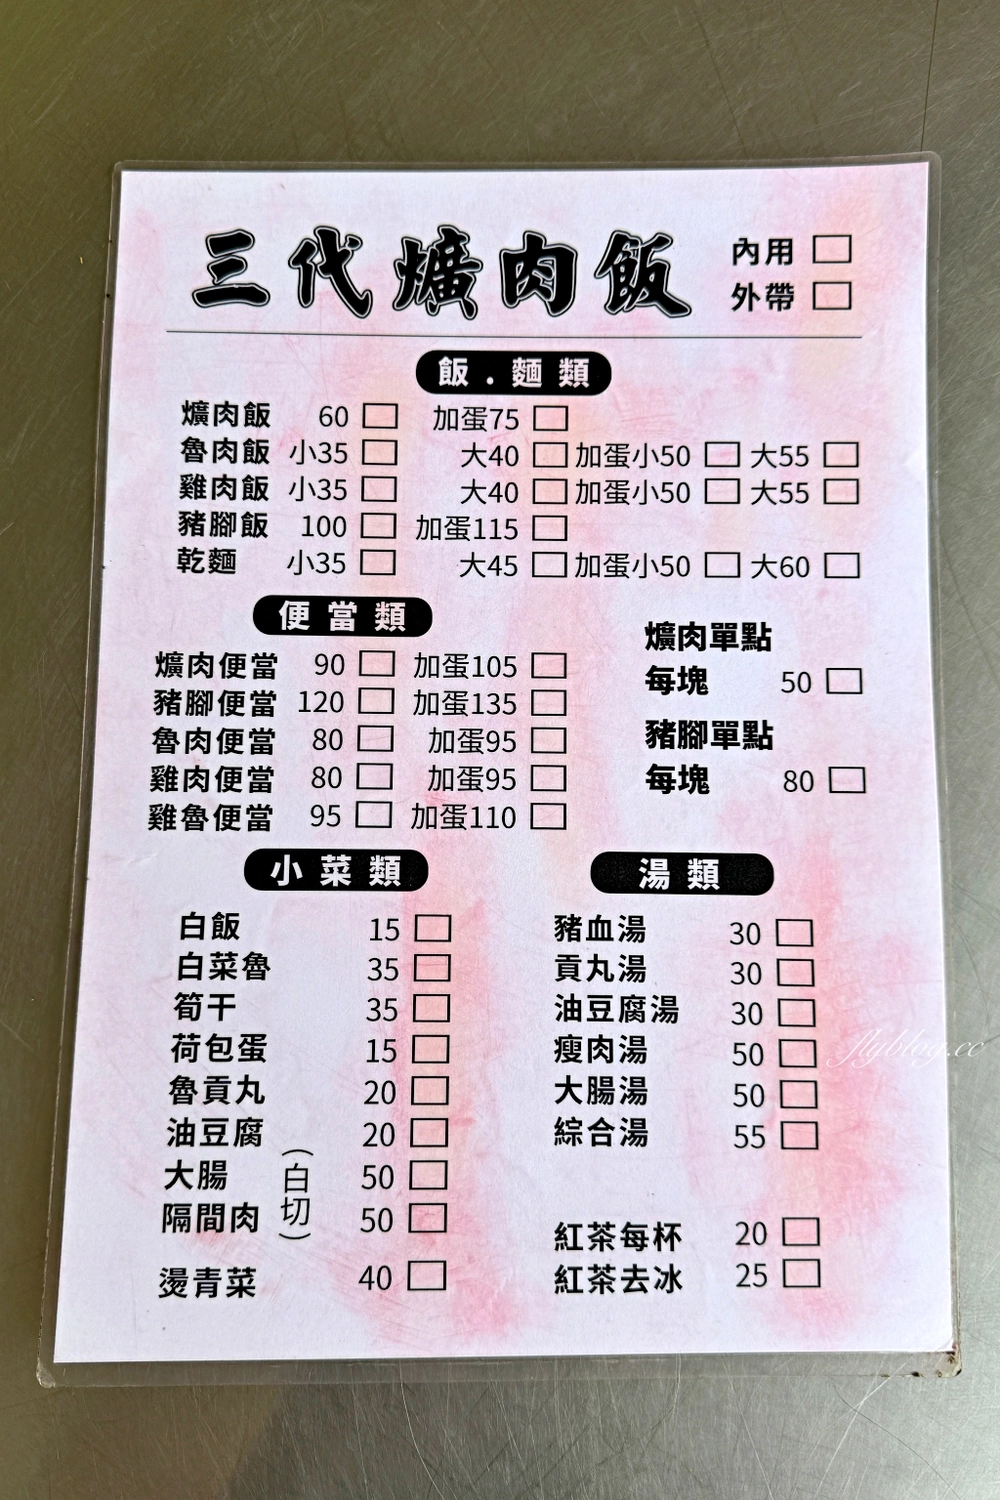 三代爌肉飯
內用 □
外帶 □
飯.麵類
爌肉飯 60 □ 加蛋75 □
魯肉飯 小35 □ 大40 □ 加蛋小50 □ 大55 □
雞肉飯 小35 □ 大40 □ 加蛋小50 □ 大55 □
豬腳飯 100 □ 加蛋115 □
乾麵 小35 □ 大45 □ 加蛋小50 □ 大60 □
便當類
爌肉便當 90 □ 加蛋105 □
豬腳便當 120 □ 加蛋135 □
魯肉便當 80 □ 加蛋95 □
雞肉便當 80 □ 加蛋95 □
雞魯便當 95 □ 加蛋110 □
爌肉單點
每塊 50 □
豬腳單點
每塊 80 □
小菜類
白飯 15 □
白菜魯 35 □
筍干 35 □
荷包蛋 15 □
魯貢丸 20 □
油豆腐 20 □
大腸 50 □
隔間肉 50 □
(白切)
燙青菜 40 □
湯類
豬血湯 30 □
貢丸湯 30 □
油豆腐湯 30 □
瘦肉湯 50 □
大腸湯 50 □
綜合湯 55 □
紅茶每杯 20 □
紅茶去冰 25 □
flyblog.cc